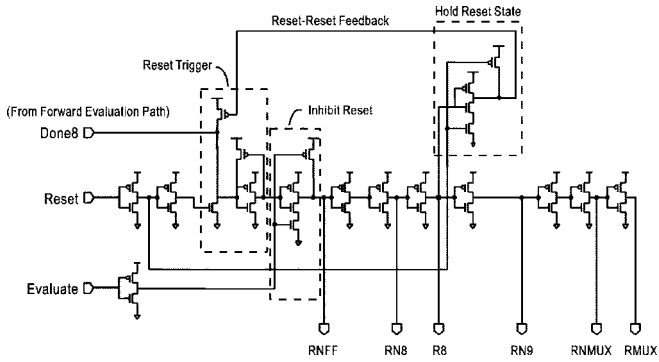 Hold Reset State
Reset-Reset Feedback
Reset Trigger
(From Forward Evaluation Path)
Inhibit Reset
Done8
Reset
Evaluate
RNFF RN8 R8 RN9 RNMUX RMUX